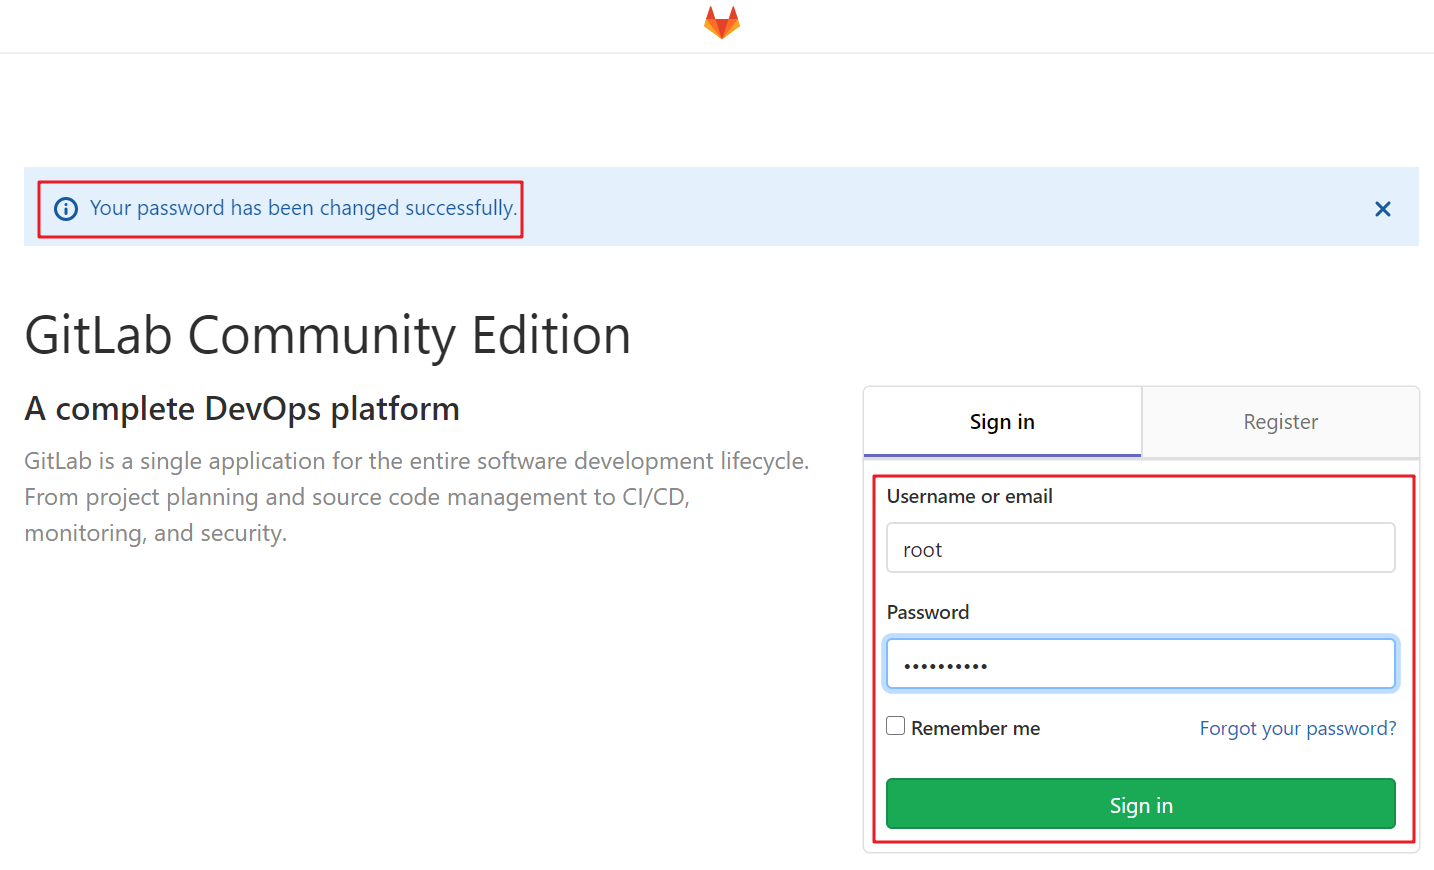 Your password has been changed successfully.
GitLab Community Edition
A complete DevOps platform
GitLab is a single application for the entire software development lifecycle.
From project planning and source code management to CI/CD,
monitoring, and security.
Sign in
Register
Username or email
root
Password
••••••••••
Remember me
Forgot your password?
Sign in